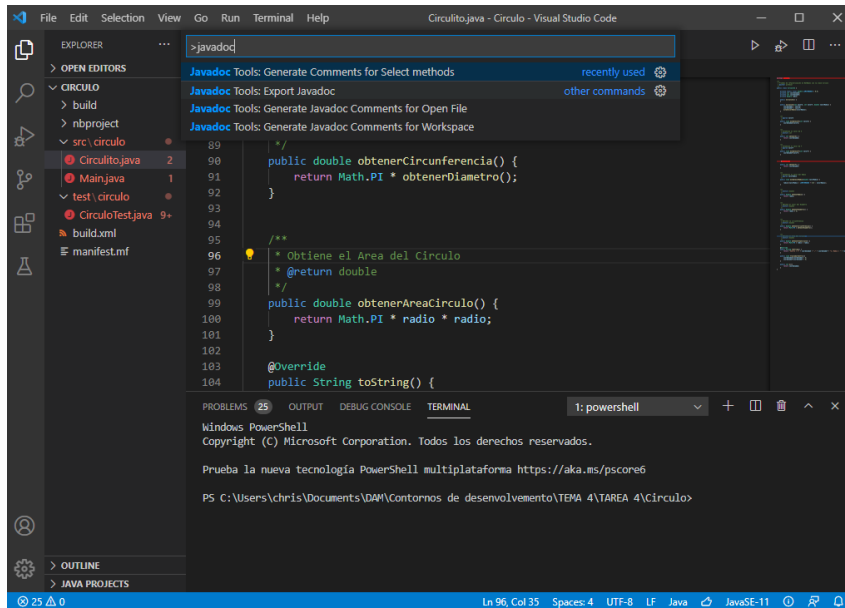 File Edit Selection View Go Run Terminal Help Circulito.java - Circulo - Visual Studio Code
EXPLORER
>javadoc
OPEN EDITORS
Javadoc Tools: Generate Comments for Select methods recently used
CIRCULO
Javadoc Tools: Export Javadoc other commands
build
Javadoc Tools: Generate Javadoc Comments for Open File
nbproject
Javadoc Tools: Generate Javadoc Comments for Workspace
src\circulo
89 */
Circulito.java 2
90 public double obtenerCircunferencia() {
Main.java 1
91 return Math.PI * obtenerDiametro();
test\circulo
92 }
CirculoTest.java 9+
93
build.xml
94
manifest.mf
95 /**
96 * Obtiene el Area del Circulo
97 * @return double
98 */
99 public double obtenerAreaCirculo() {
100 return Math.PI * radio * radio;
101 }
102
103 @Override
104 public String toString() {
PROBLEMS 25 OUTPUT DEBUG CONSOLE TERMINAL 1: powershell
Windows PowerShell
Copyright (C) Microsoft Corporation. Todos los derechos reservados.
Prueba la nueva tecnología PowerShell multiplataforma https://aka.ms/pscore6
PS C:\Users\chris\Documents\DAM\Contornos de desenvolvemento\TEMA 4\TAREA 4\Circulo>
OUTLINE
JAVA PROJECTS
25 0 Ln 96, Col 35 Spaces: 4 UTF-8 LF Java JavaSE-11